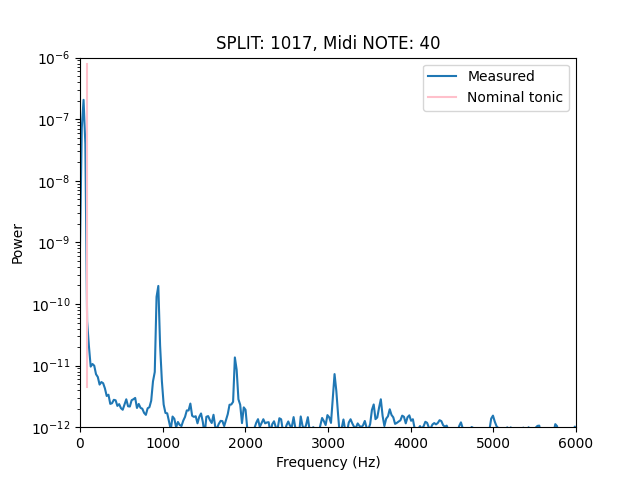 SPLIT: 1017, Midi NOTE: 40
Measured
Nominal tonic
Power
10⁻⁶
10⁻⁷
10⁻⁸
10⁻⁹
10⁻¹⁰
10⁻¹¹
10⁻¹²
0 1000 2000 3000 4000 5000 6000
Frequency (Hz)